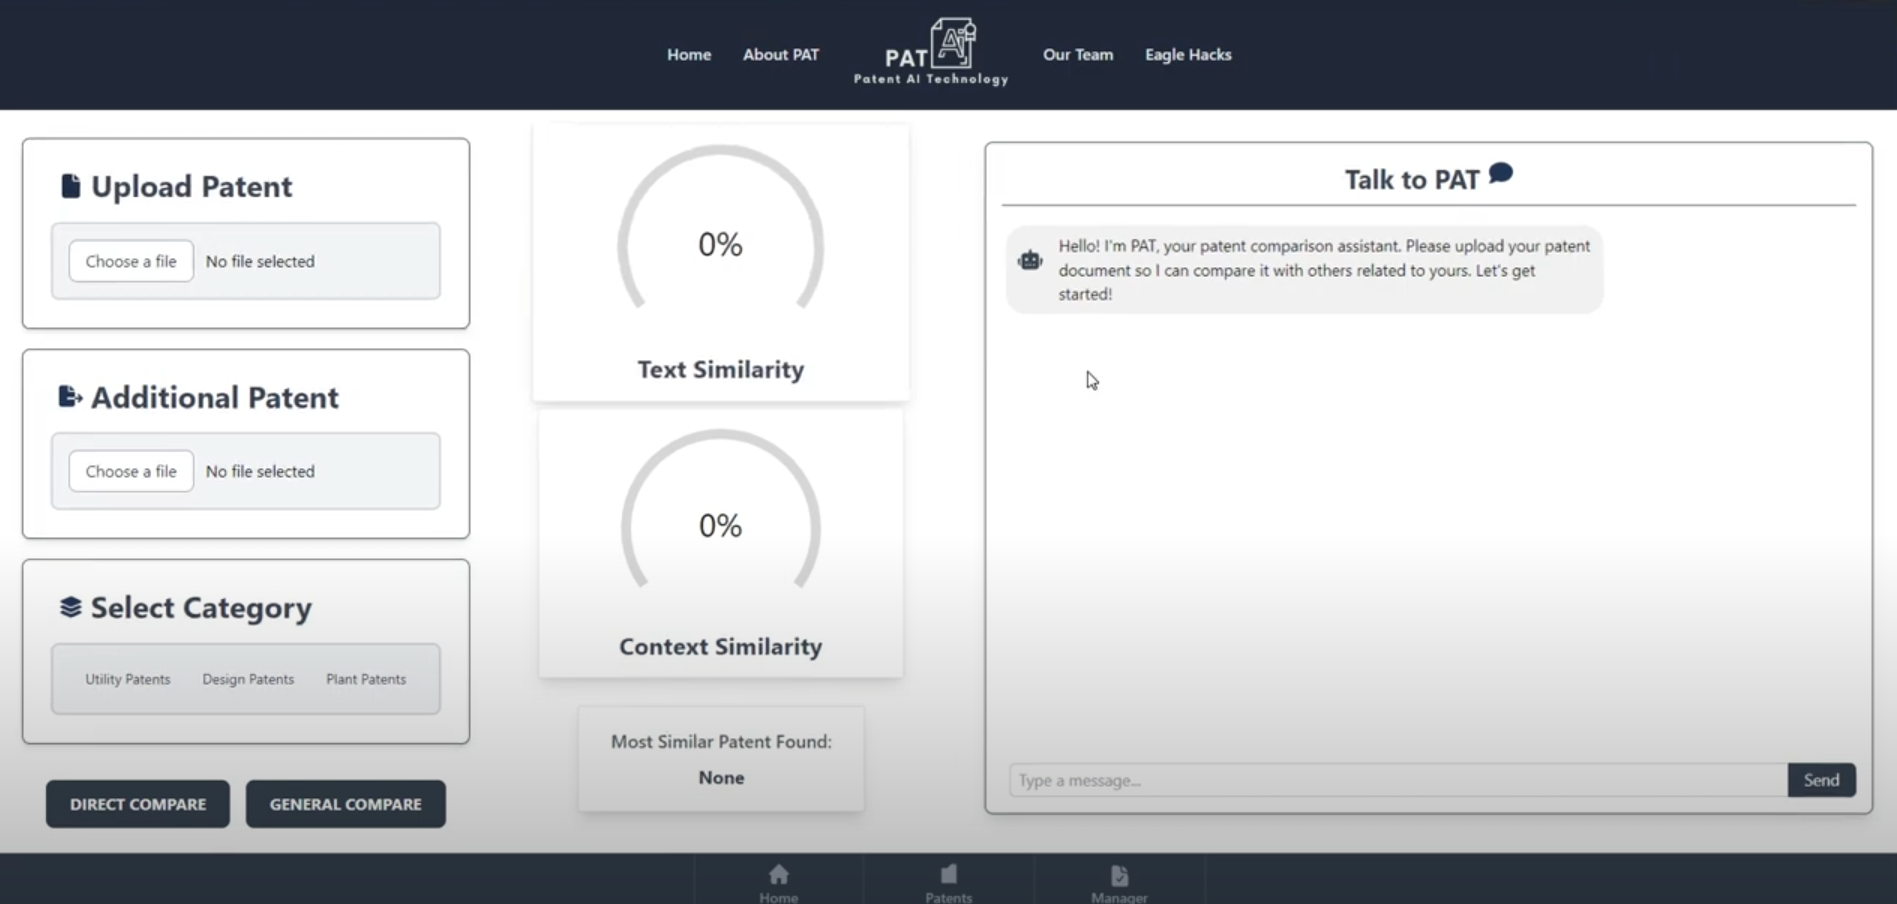 Home
About PAT
PAT
Ai
Patent AI Technology
Our Team
Eagle Hacks
Upload Patent
Choose a file
No file selected
Additional Patent
Choose a file
No file selected
Select Category
Utility Patents
Design Patents
Plant Patents
DIRECT COMPARE
GENERAL COMPARE
0%
Text Similarity
0%
Context Similarity
Most Similar Patent Found:
None
Talk to PAT
Hello! I'm PAT, your patent comparison assistant. Please upload your patent
document so I can compare it with others related to yours. Let's get
started!
Type a message...
Send
Home
Patents
Manager